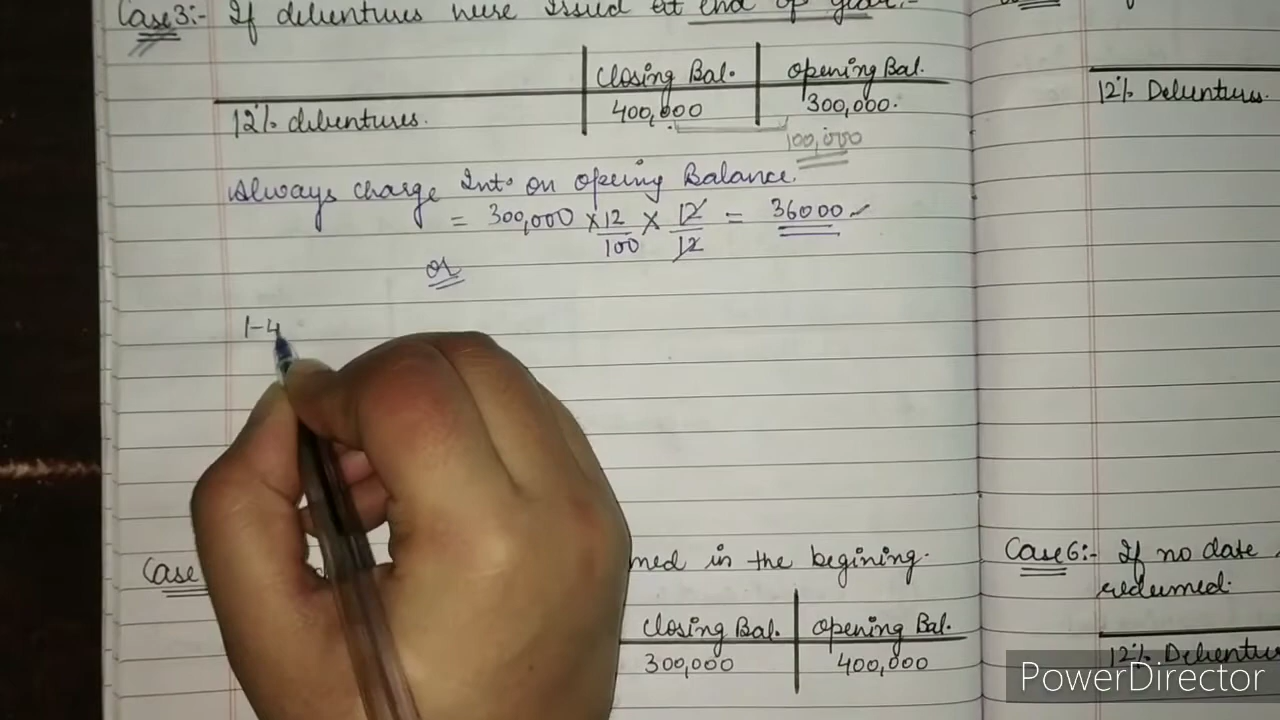 Case 3:- If debentures were issued at end of year:-
Closing Bal. Opening Bal.
12% debentures. 400,000 300,000.
100,000
Always charge Int. on Opeing Balance.
= 300,000 × 12/100 × 12/12 = 36000
or
1-4
Case med in the begining.
Closing Bal. Opening Bal.
300,000 400,000
12% Debentures.
Case 6:- If no date
redeemed.
12% Debentu
PowerDirector